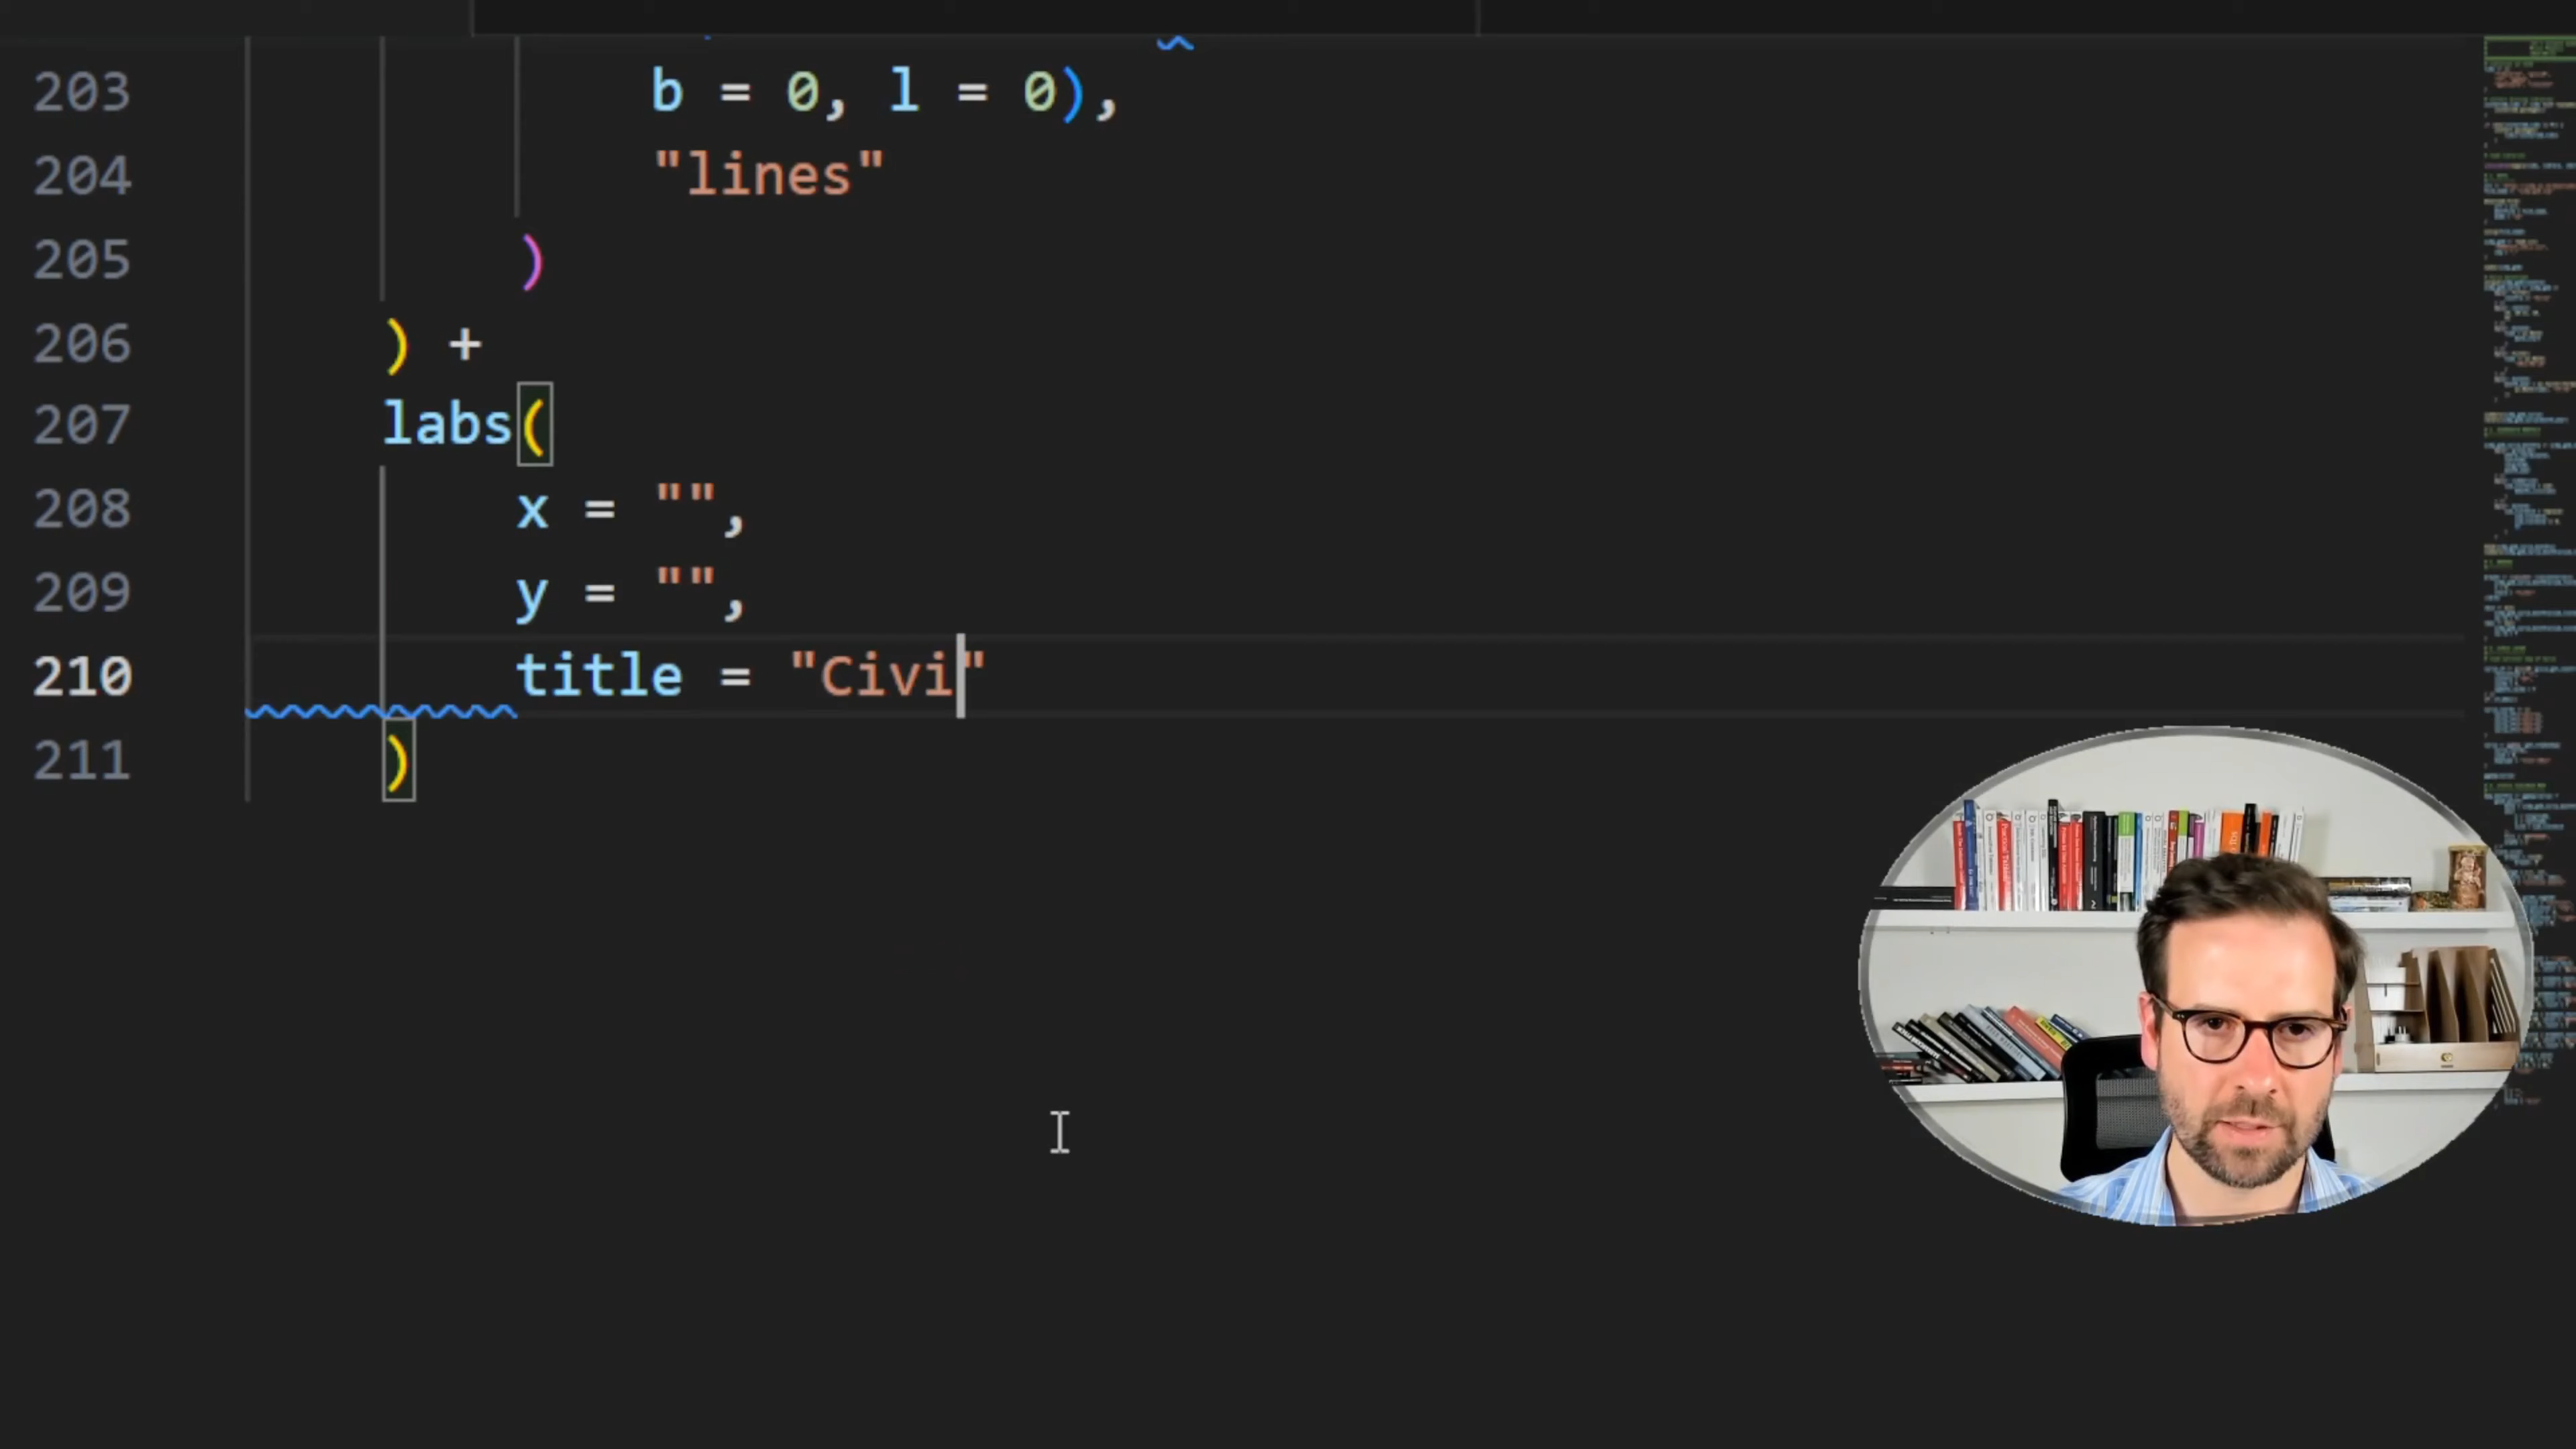 203 b = 0, l = 0),
204 "lines"
205 )
206 ) +
207 labs(
208 x = "",
209 y = "",
210 title = "Civi"
211 )